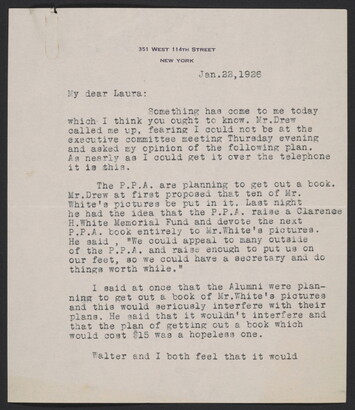 351 WEST 114TH STREET
NEW YORK
Jan.22,1926
My dear Laura:
Something has come to me today
which I think you ought to know. Mr.Drew
called me up, fearing I could not be at the
executive committee meeting Thursday evening
and asked my opinion of the following plan.
As nearly as I could get it over the telephone
it is this.
The P.P.A. are planning to get out a book.
Mr.Drew at first proposed that ten of Mr.
White's pictures be put in it. Last night
he had the idea that the P.P.A. raise a Clarence
H.White Memorial Fund and devote the next
P.P.A. book entirely to Mr.White's pictures.
He said, "We could appeal to many outside
of the P.P.A. and raise enough to put us on
our feet, so we could have a secretary and do
things worth while."
I said at once that the Alumni were plan-
ning to get out a book of Mr.White's pictures
and this would seriously interfere with their
plans. He said that it wouldn't interfere and
that the plan of getting out a book which
would cost $15 was a hopeless one.
Walter and I both feel that it would